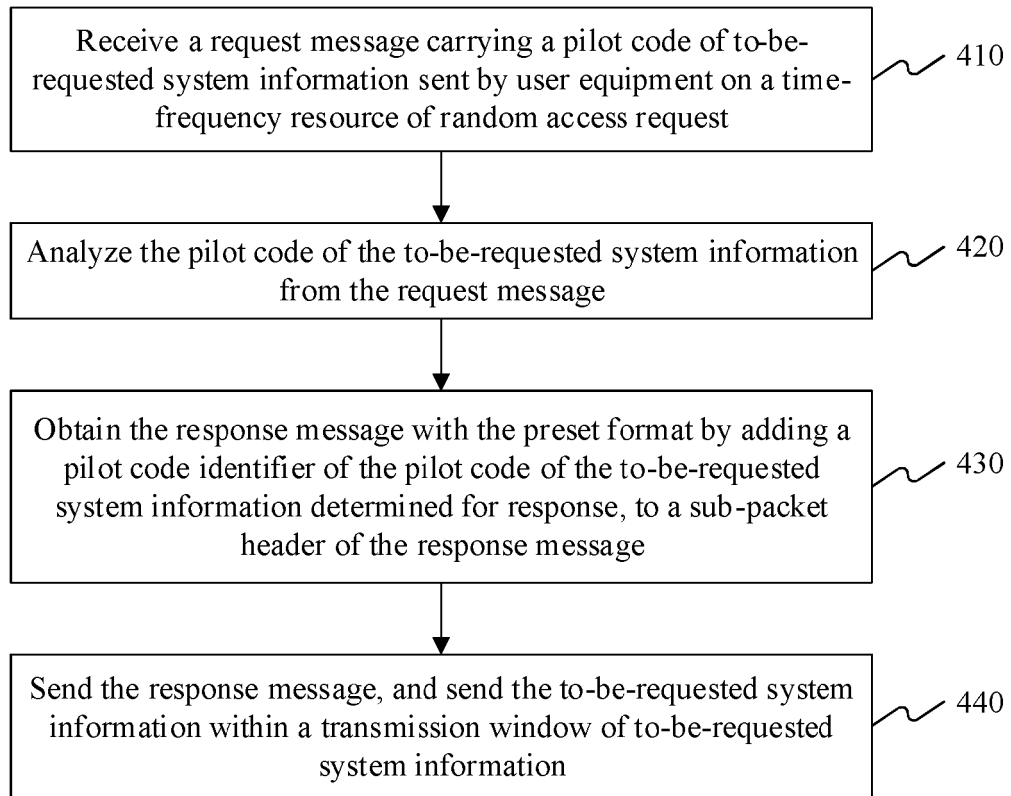 Receive a request message carrying a pilot code of to-be-
requested system information sent by user equipment on a time-
frequency resource of random access request
410
Analyze the pilot code of the to-be-requested system information
from the request message
420
Obtain the response message with the preset format by adding a
pilot code identifier of the pilot code of the to-be-requested
system information determined for response, to a sub-packet
header of the response message
430
Send the response message, and send the to-be-requested system
information within a transmission window of to-be-requested
system information
440